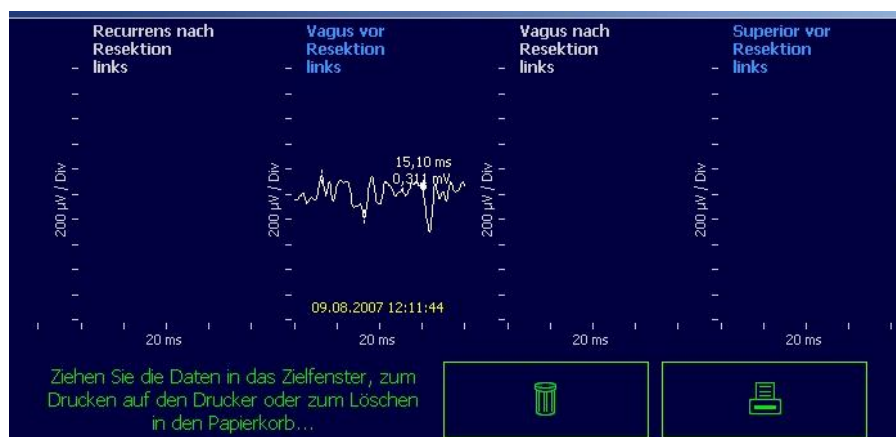 Recurrens nach
Resektion
links
Vagus vor
Resektion
links
Vagus nach
Resektion
links
Superior vor
Resektion
links
200 µV / Div
200 µV / Div
200 µV / Div
200 µV / Div
15,10 ms
0,311 mV
09.08.2007 12:11:44
20 ms
20 ms
20 ms
20 ms
Ziehen Sie die Daten in das Zielfenster, zum
Drucken auf den Drucker oder zum Löschen
in den Papierkorb...